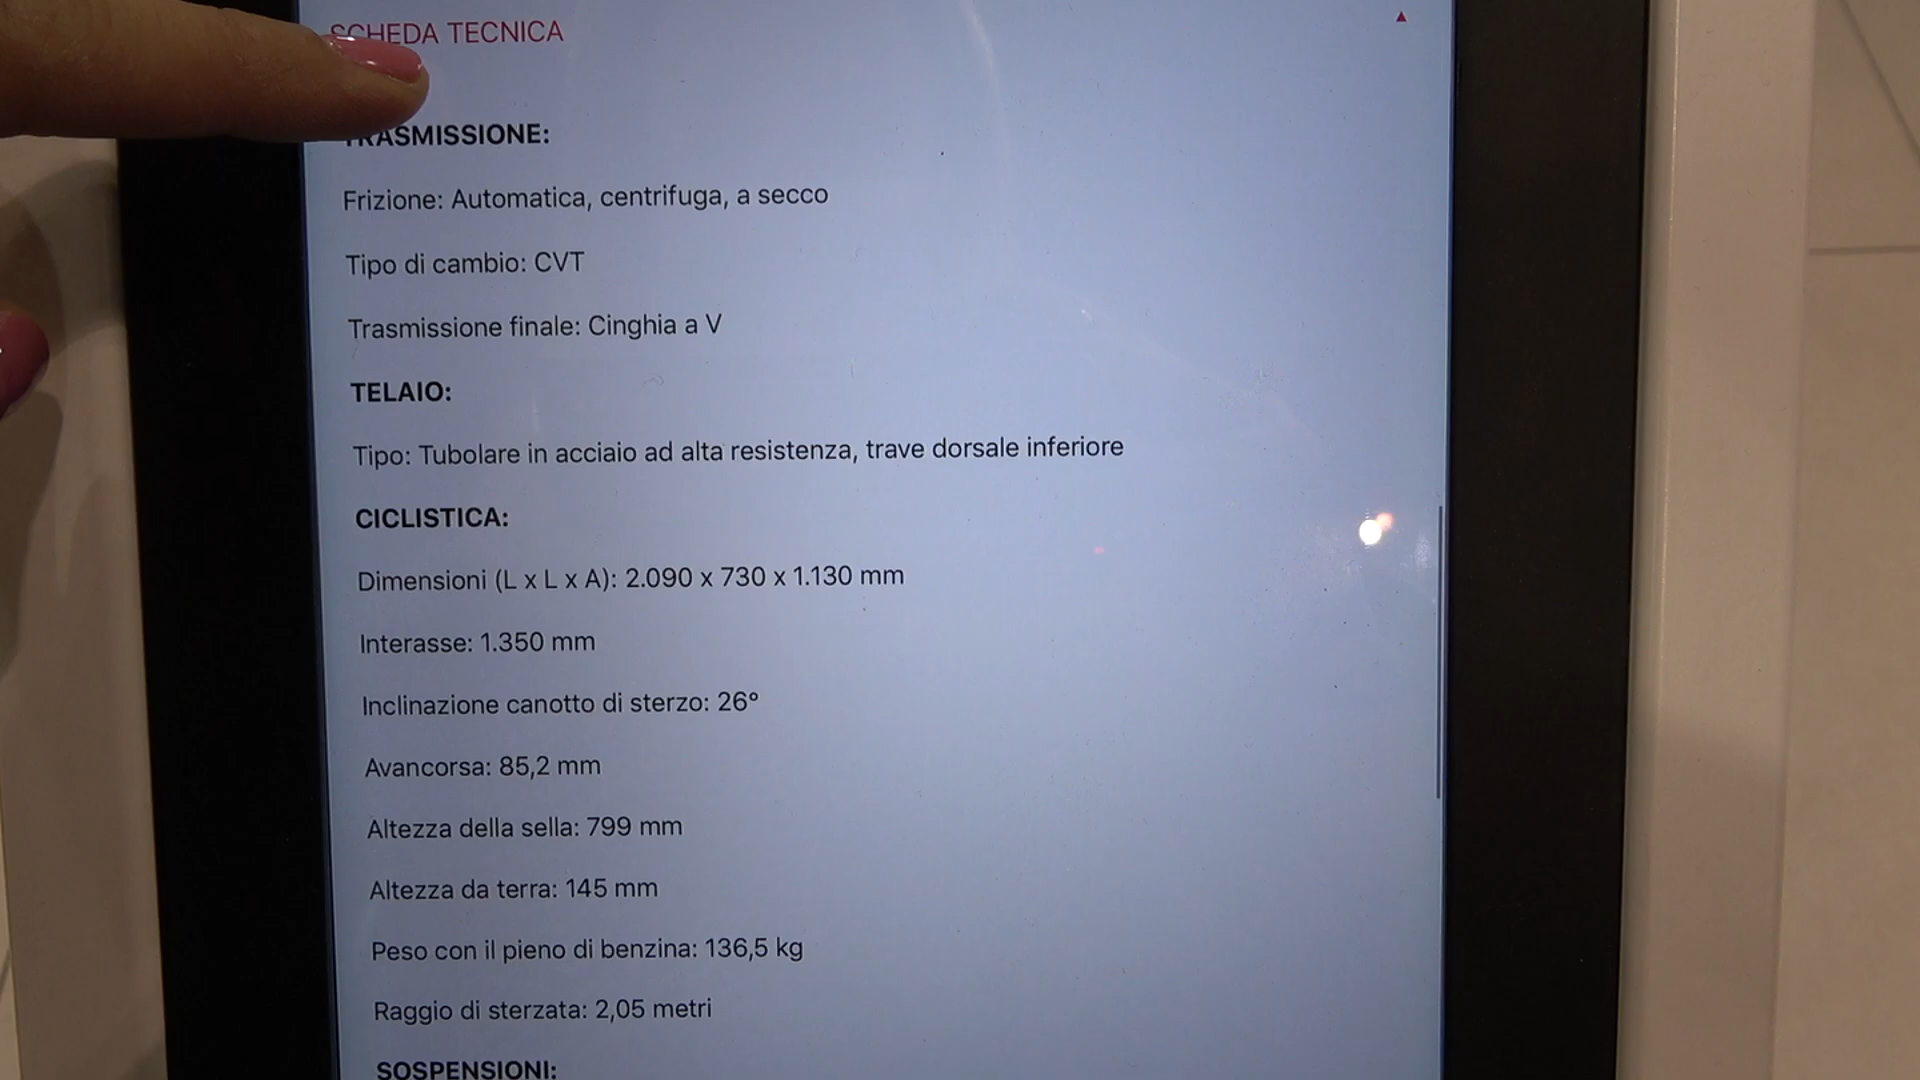 SCHEDA TECNICA
TRASMISSIONE:
Frizione: Automatica, centrifuga, a secco
Tipo di cambio: CVT
Trasmissione finale: Cinghia a V
TELAIO:
Tipo: Tubolare in acciaio ad alta resistenza, trave dorsale inferiore
CICLISTICA:
Dimensioni (L x L x A): 2.090 x 730 x 1.130 mm
Interasse: 1.350 mm
Inclinazione canotto di sterzo: 26°
Avancorsa: 85,2 mm
Altezza della sella: 799 mm
Altezza da terra: 145 mm
Peso con il pieno di benzina: 136,5 kg
Raggio di sterzata: 2,05 metri
SOSPENSIONI: